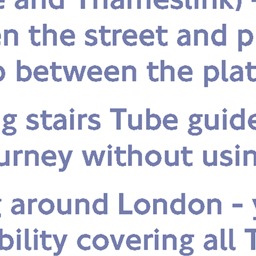 e and Thameslink)
en the street and p
between the plat
g stairs Tube guide
urney without usin
around London - y
bility covering all T